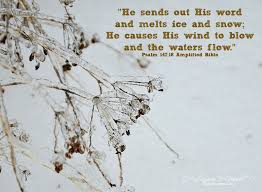 "He sends out His word
and melts ice and snow;
He causes His wind to blow
and the waters flow."
Psalm 147:18 Amplified Bible